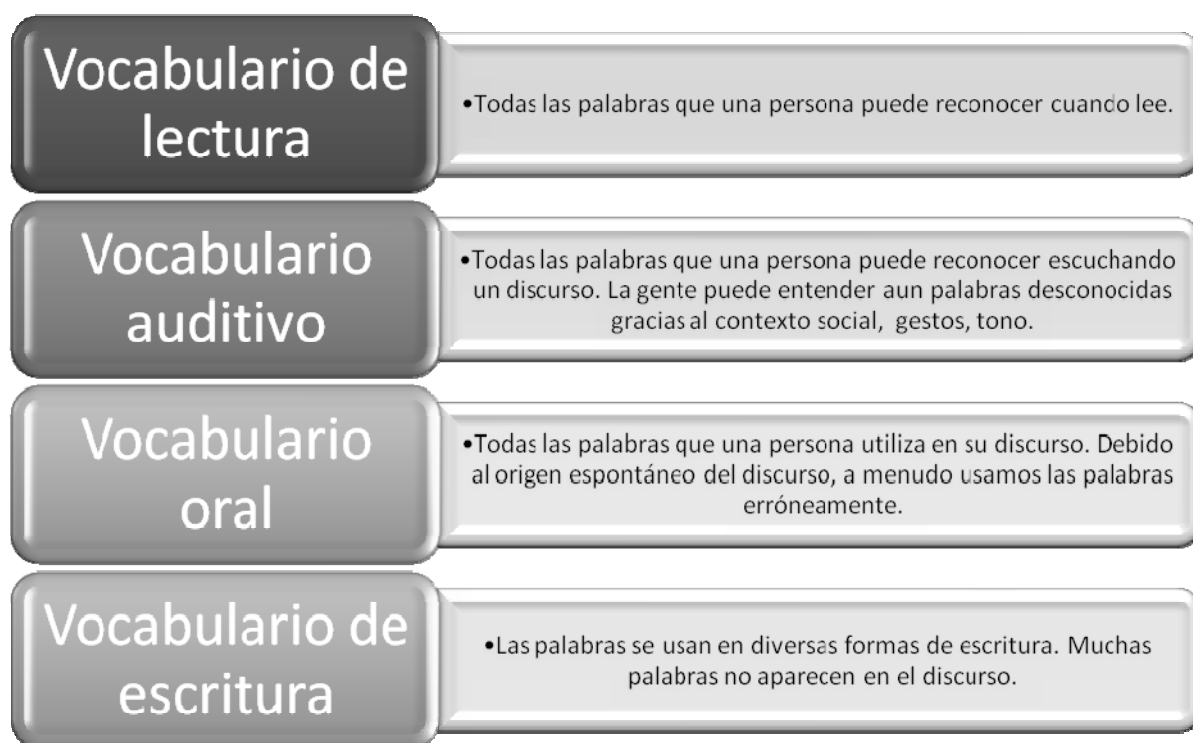 Vocabulario de
lectura
•Todas las palabras que una persona puede reconocer cuando lee.
Vocabulario
auditivo
•Todas las palabras que una persona puede reconocer escuchando
un discurso. La gente puede entender aun palabras desconocidas
gracias al contexto social, gestos, tono.
Vocabulario
oral
•Todas las palabras que una persona utiliza en su discurso. Debido
al origen espontáneo del discurso, a menudo usamos las palabras
erróneamente.
Vocabulario de
escritura
•Las palabras se usan en diversas formas de escritura. Muchas
palabras no aparecen en el discurso.